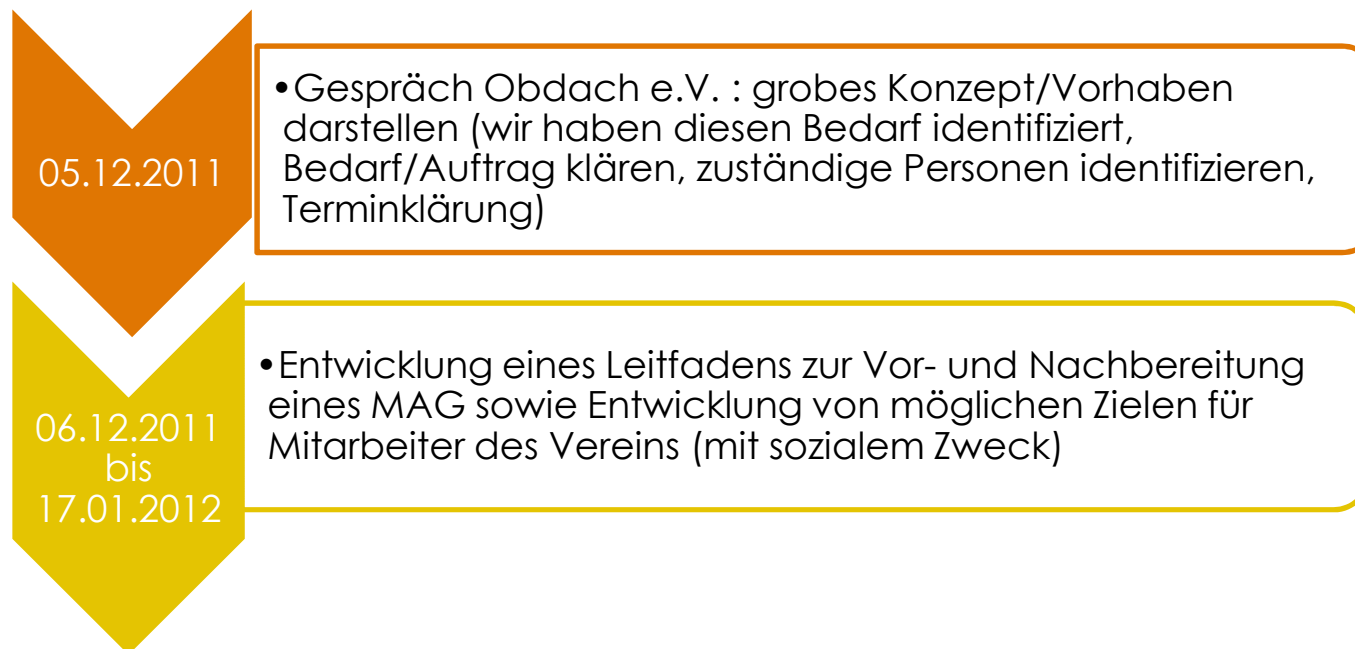 05.12.2011
•Gespräch Obdach e.V. : grobes Konzept/Vorhaben
darstellen (wir haben diesen Bedarf identifiziert,
Bedarf/Auftrag klären, zuständige Personen identifizieren,
Terminklärung)
06.12.2011
bis
17.01.2012
•Entwicklung eines Leitfadens zur Vor- und Nachbereitung
eines MAG sowie Entwicklung von möglichen Zielen für
Mitarbeiter des Vereins (mit sozialem Zweck)